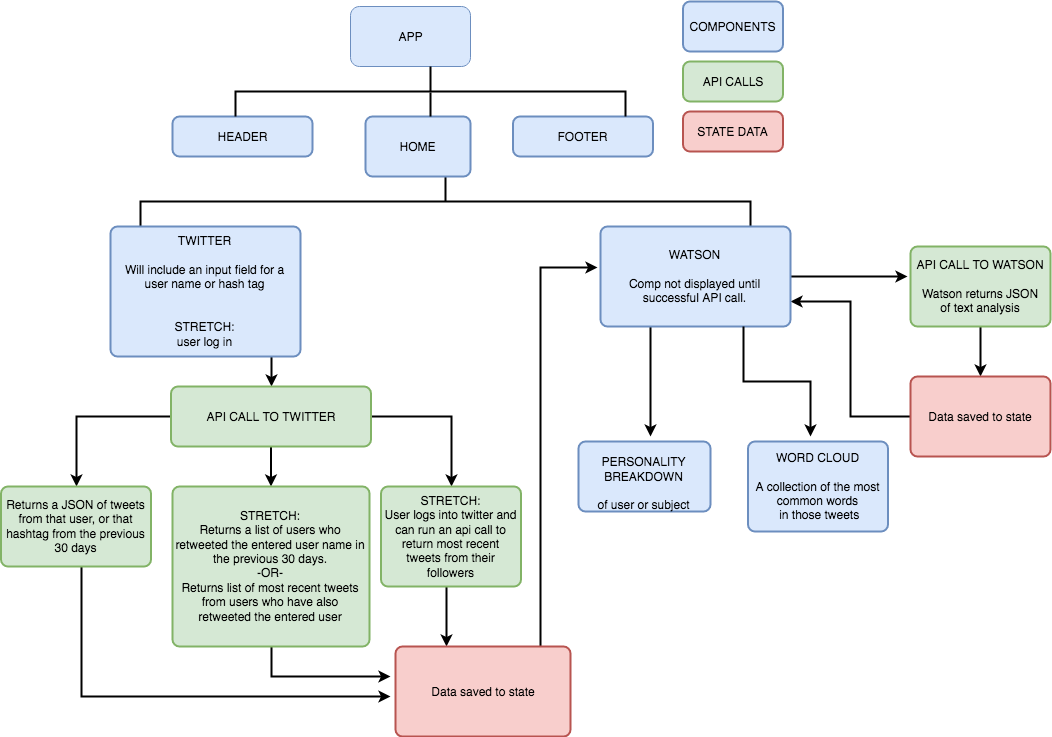 APP
COMPONENTS
API CALLS
STATE DATA
HEADER
HOME
FOOTER
TWITTER
Will include an input field for a
user name or hash tag
STRETCH:
user log in
WATSON
Comp not displayed until
successful API call.
API CALL TO WATSON
Watson returns JSON
of text analysis
API CALL TO TWITTER
Data saved to state
PERSONALITY
BREAKDOWN
of user or subject
WORD CLOUD
A collection of the most
common words
in those tweets
Returns a JSON of tweets
from that user, or that
hashtag from the previous
30 days
STRETCH:
Returns a list of users who
retweeted the entered user name in
the previous 30 days.
-OR-
Returns list of most recent tweets
from users who have also
retweeted the entered user
STRETCH:
User logs into twitter and
can run an api call to
return most recent
tweets from their
followers
Data saved to state